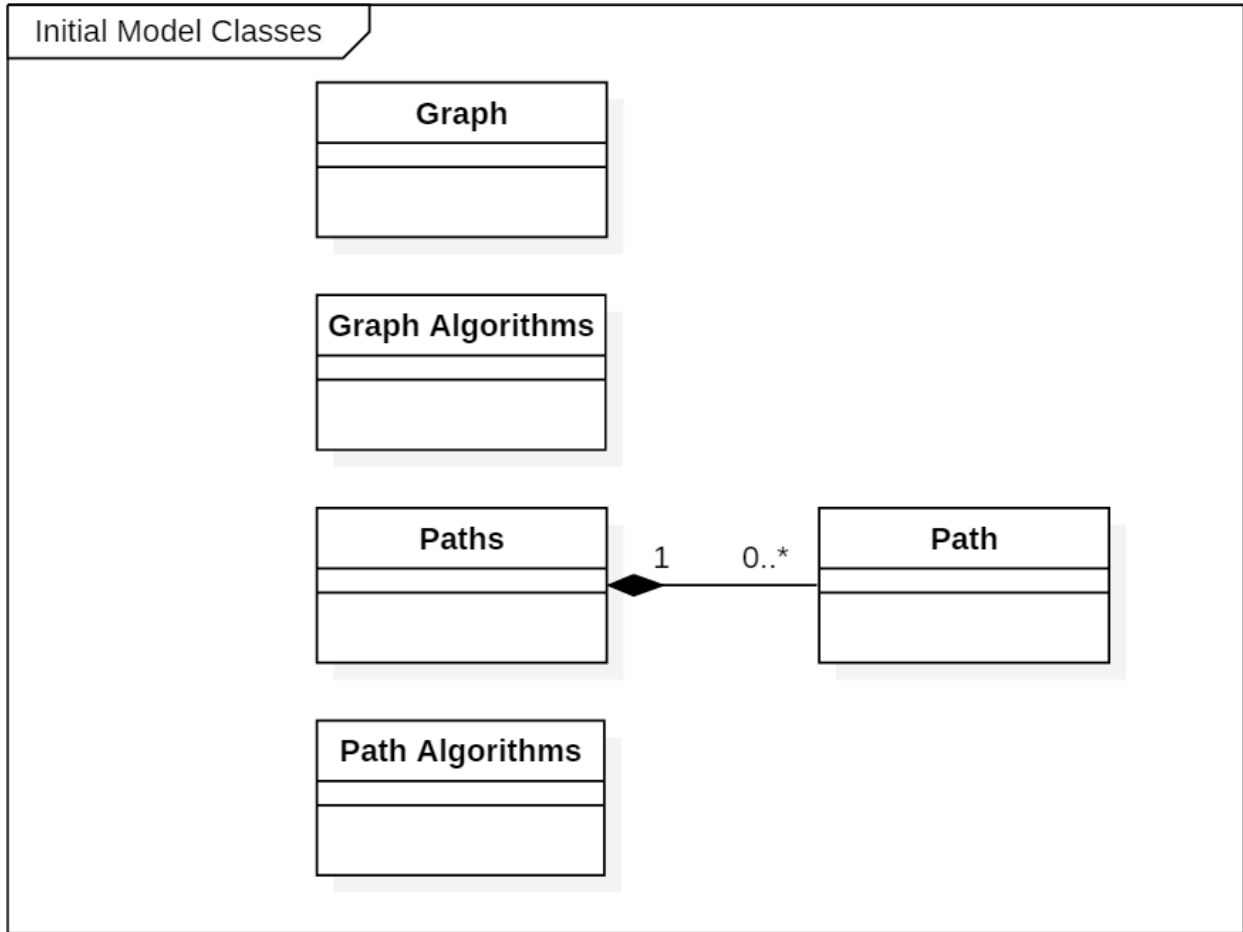 Initial Model Classes
Graph
Graph Algorithms
Paths
1
0..*
Path
Path Algorithms